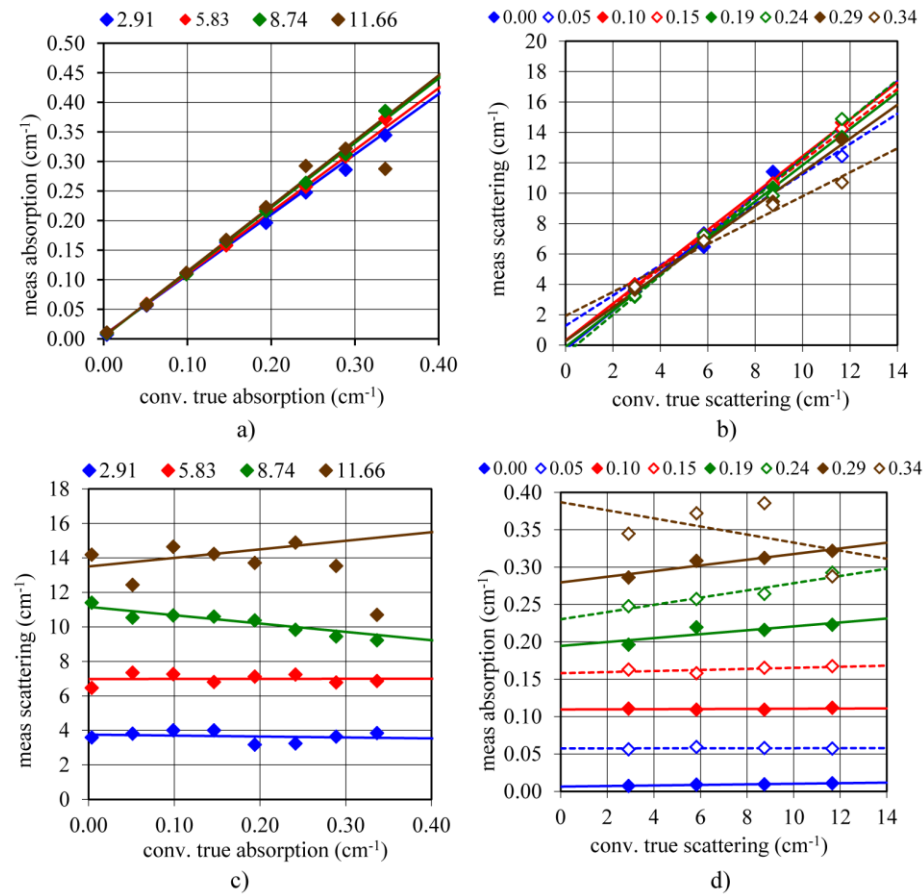 2.91 5.83 8.74 11.66
0.50
0.45
0.40
0.35
0.30
0.25
0.20
0.15
0.10
0.05
0.00
0.00 0.10 0.20 0.30 0.40
meas absorption (cm-1)
conv. true absorption (cm-1)
a)
0.00 0.05 0.10 0.15 0.19 0.24 0.29 0.34
20
18
16
14
12
10
8
6
4
2
0
0 2 4 6 8 10 12 14
meas scattering (cm-1)
conv. true scattering (cm-1)
b)
2.91 5.83 8.74 11.66
18
16
14
12
10
8
6
4
2
0
0.00 0.10 0.20 0.30 0.40
meas scattering (cm-1)
conv. true absorption (cm-1)
c)
0.00 0.05 0.10 0.15 0.19 0.24 0.29 0.34
0.40
0.35
0.30
0.25
0.20
0.15
0.10
0.05
0.00
0 2 4 6 8 10 12 14
meas absorption (cm-1)
conv. true scattering (cm-1)
d)